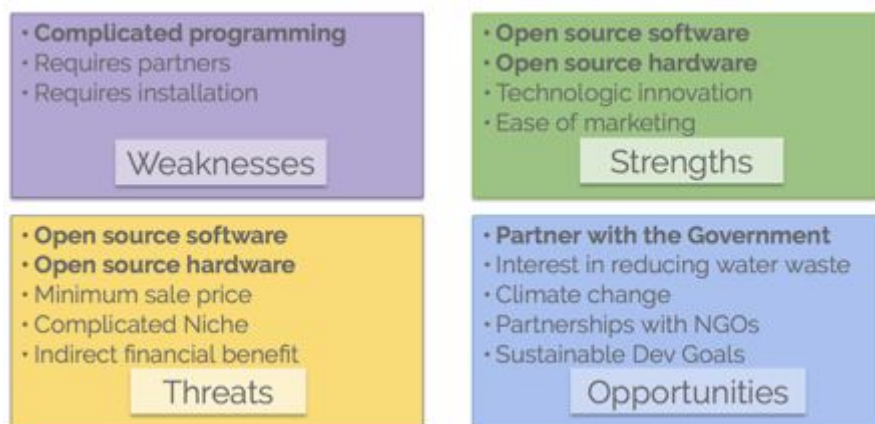 • Complicated programming
• Requires partners
• Requires installation
Weaknesses
• Open source software
• Open source hardware
• Technologic innovation
• Ease of marketing
Strengths
• Open source software
• Open source hardware
• Minimum sale price
• Complicated Niche
• Indirect financial benefit
Threats
• Partner with the Government
• Interest in reducing water waste
• Climate change
• Partnerships with NGOs
• Sustainable Dev Goals
Opportunities